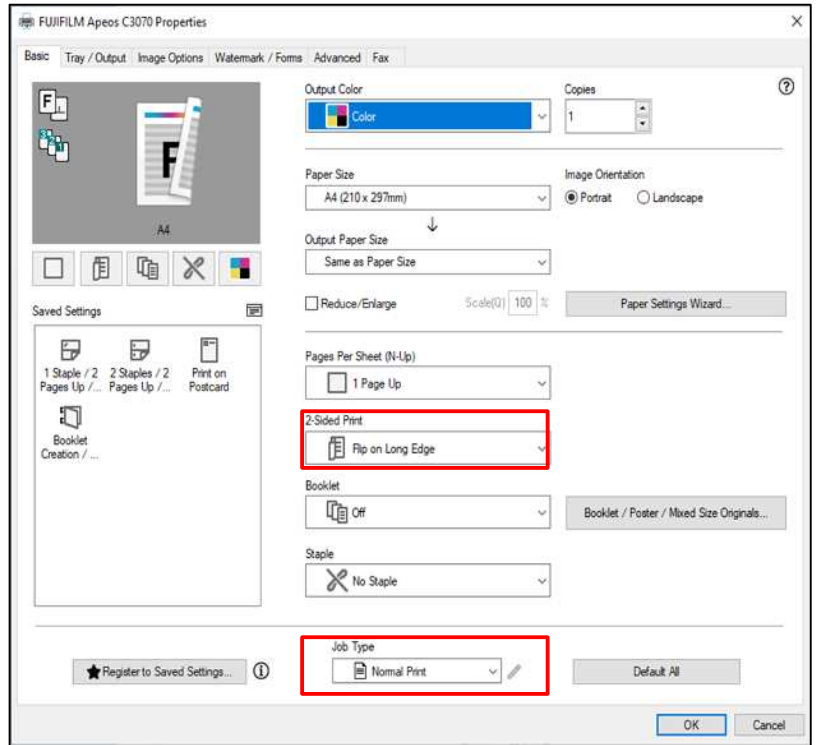 FUJIFILM Apeos C3070 Properties
Basic Tray / Output Image Options Watermark / Forms Advanced Fax
Output Color
Color
Copies
1
Paper Size
A4 (210 x 297mm)
Image Orientation
Portrait Landscape
A4
Output Paper Size
Same as Paper Size
Reduce/Enlarge Scale(Q) 100 %
Paper Settings Wizard...
Saved Settings
1 Staple / 2
Pages Up /...
2 Staples / 2
Pages Up /...
Print on
Postcard
Booklet
Creation / ...
Pages Per Sheet (N-Up)
1 Page Up
2-Sided Print
Flip on Long Edge
Booklet
Off
Booklet / Poster / Mixed Size Originals...
Staple
No Staple
Job Type
Normal Print
Register to Saved Settings...
Default All
OK Cancel